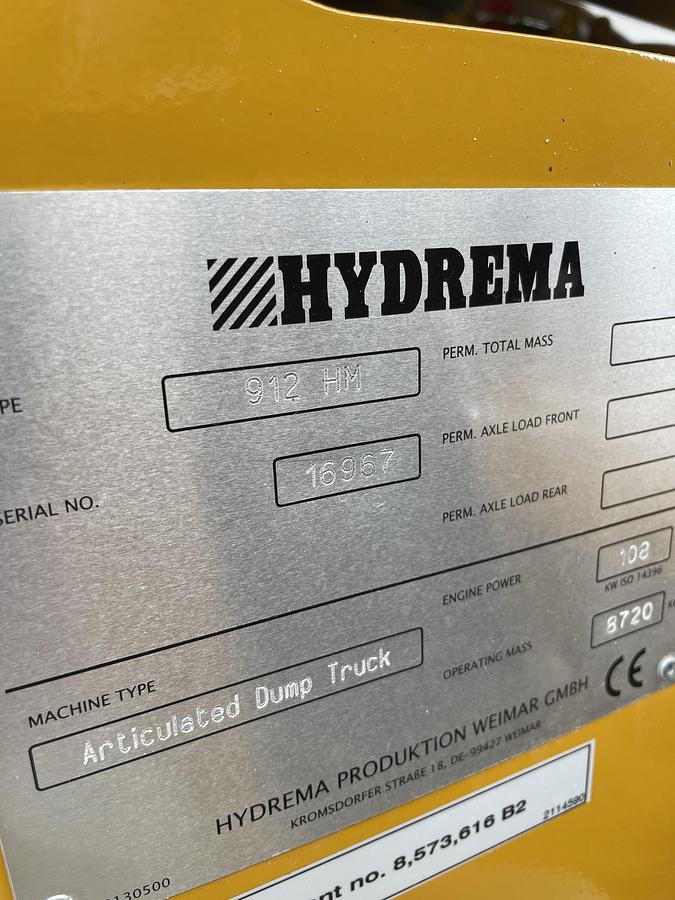 HYDREMA
PE 912 HM
SERIAL NO. 16967
PERM. TOTAL MASS
PERM. AXLE LOAD FRONT
PERM. AXLE LOAD REAR
ENGINE POWER 108
KW ISO 14396
OPERATING MASS 8720
MACHINE TYPE
Articulated Dump Truck
CE
HYDREMA PRODUKTION WEIMAR GMBH
KROMSDORFER STRAßE 18, DE-99427 WEIMAR
130500
nt no. 8,573,616 B2
2114590